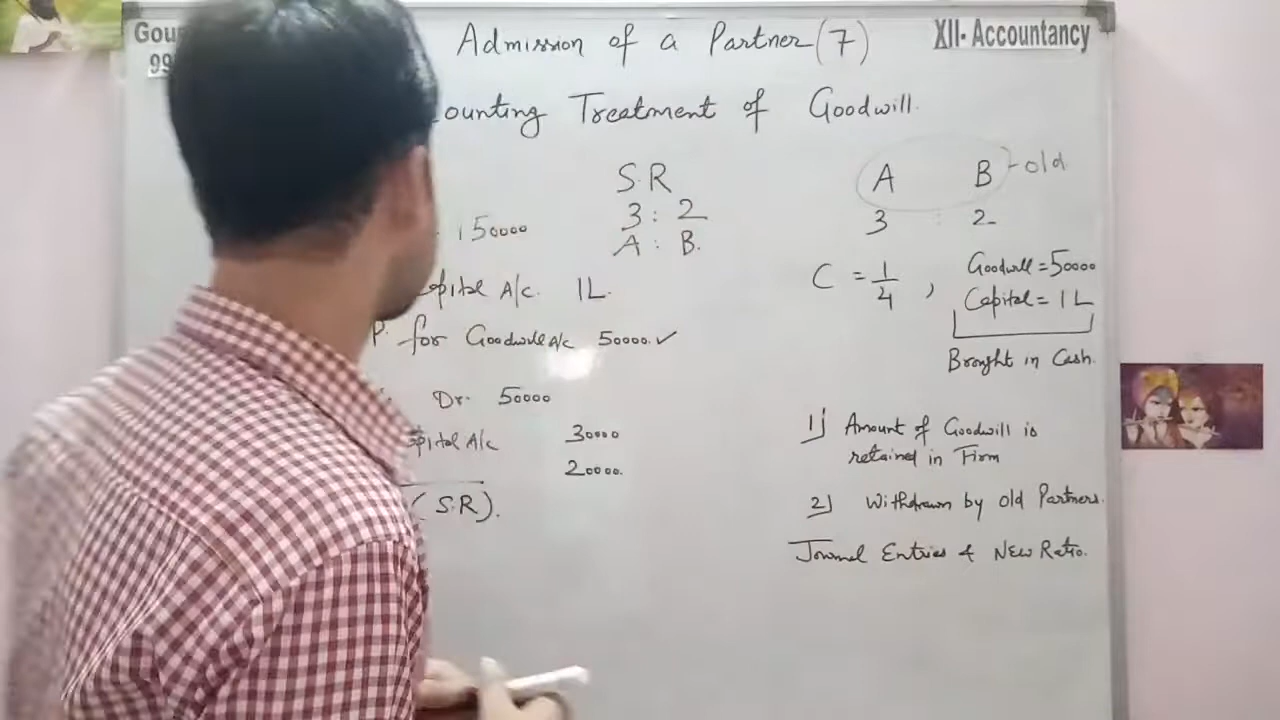 Gour
99
Admission of a Partner (7)
XII- Accountancy
counting Treatment of Goodwill.
S.R
3 : 2
A : B.
150000
pital A/c. 1L.
P. for Goodwill A/c 50000. ✓
Dr. 50000
pital A/c 30000
20000.
(S.R).
A B - old
3 : 2
C = 1/4 ,
Goodwill = 50000
Capital = 1 L
Brought in Cash.
1) Amount of Goodwill is
retained in Firm
2) Withdrawn by old Partners.
Journal Entries & New Ratio.